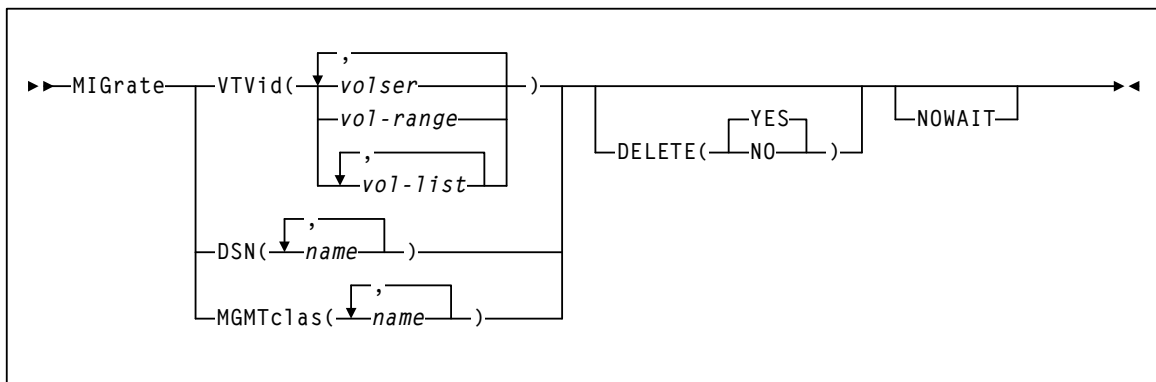 ,
MIGrate VTVid( volser )
vol-range
YES
NOWAIT
DELETE( NO )
,
vol-list
,
DSN( name )
,
MGMTclas( name )